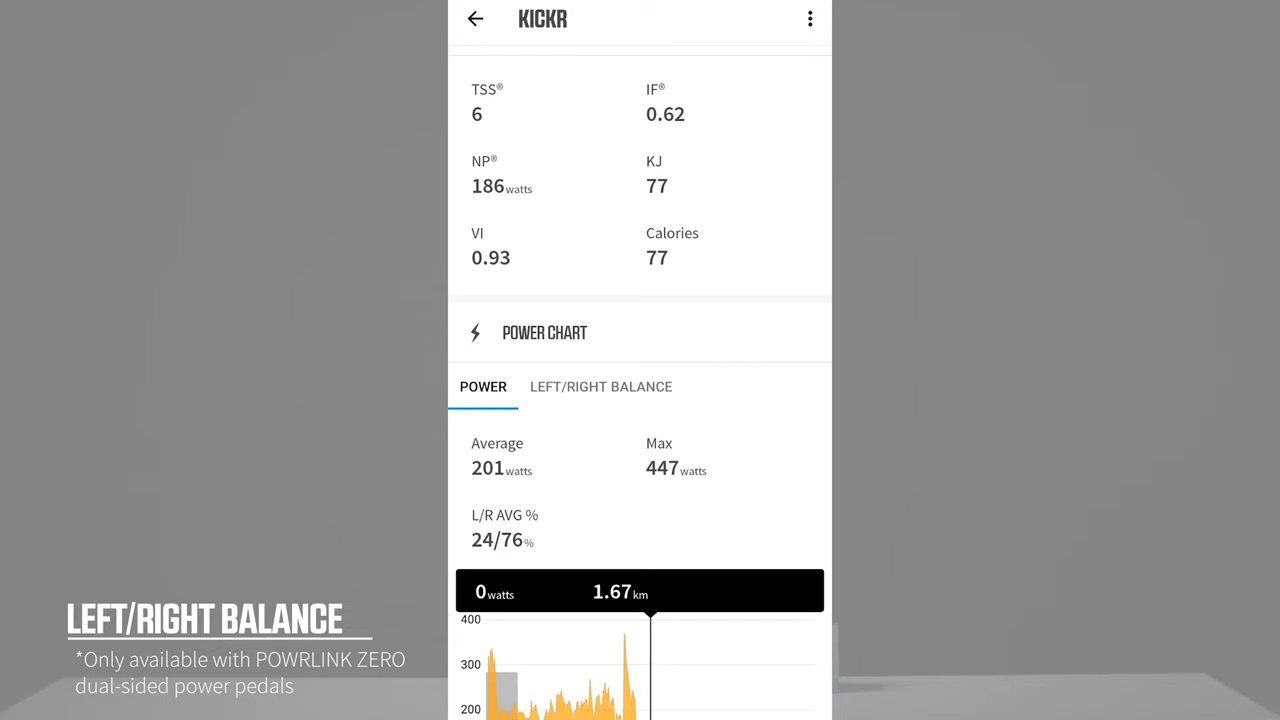 KICKR
TSS® IF®
6 0.62
NP® KJ
186 watts 77
VI Calories
0.93 77
POWER CHART
POWER LEFT/RIGHT BALANCE
Average Max
201 watts 447 watts
L/R AVG %
24/76 %
0 watts 1.67 km
400
300
200
LEFT/RIGHT BALANCE
*Only available with POWRLINK ZERO
dual-sided power pedals